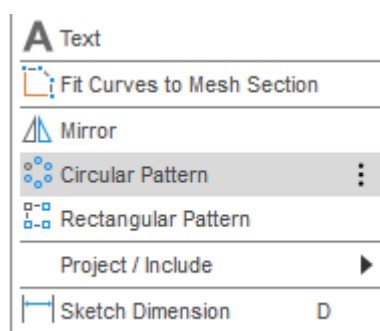 Text
Fit Curves to Mesh Section
Mirror
Circular Pattern
Rectangular Pattern
Project / Include
Sketch Dimension D